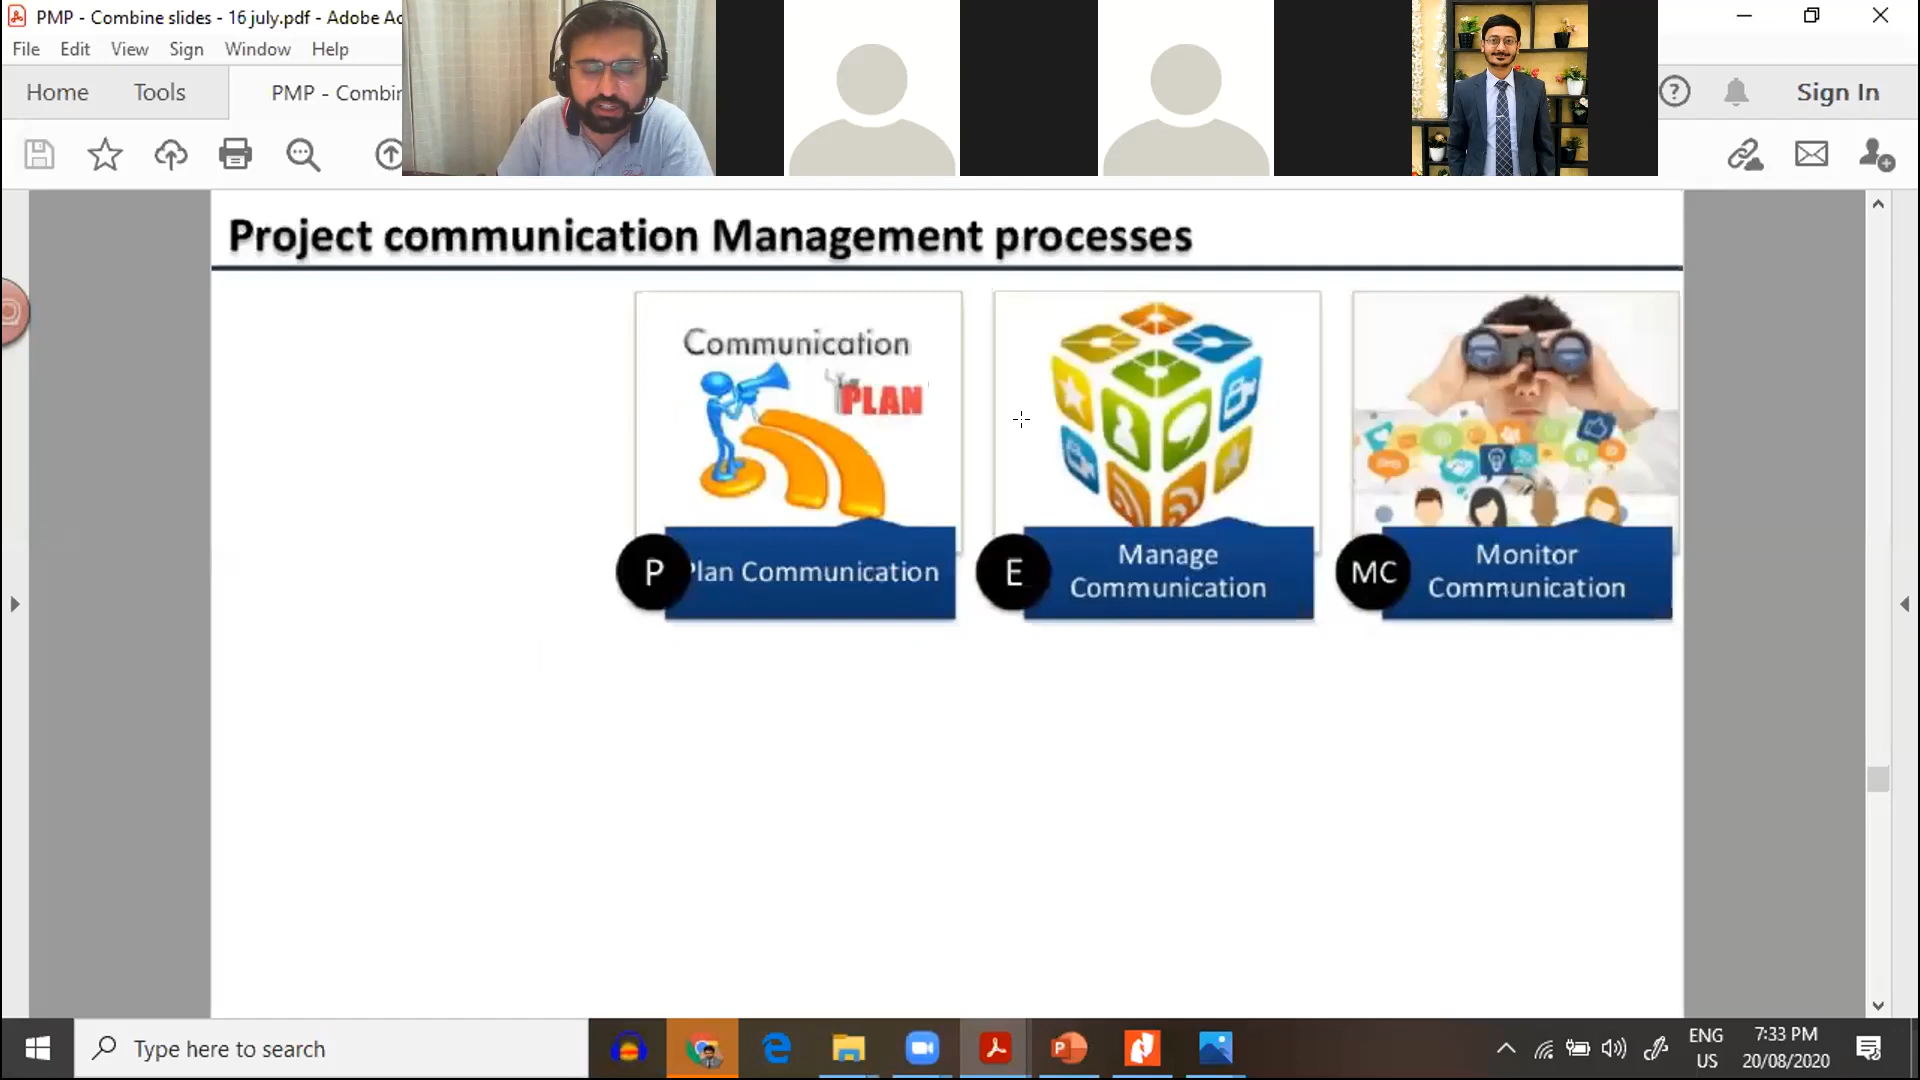 PMP - Combine slides - 16 july.pdf - Adobe Ac
File Edit View Sign Window Help
Home Tools PMP - Combin
Sign In
Project communication Management processes
Communication
PLAN
P Plan Communication
E Manage
Communication
MC Monitor
Communication
Type here to search
ENG
US
7:33 PM
20/08/2020